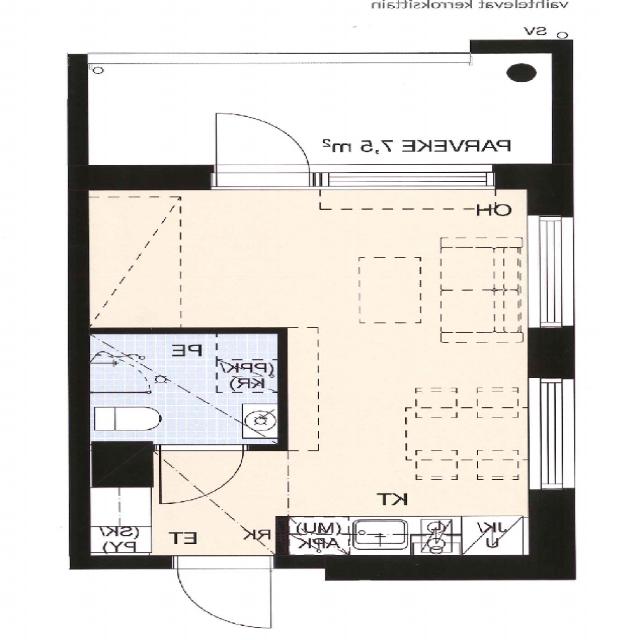 vaihtelevat kerroksittain
SV
PARVEKE 7,5 m²
OH
PE
(PPK/
KR)
KT
(SK/
PY)
ET
RK
(MU)
APK
JK/
U